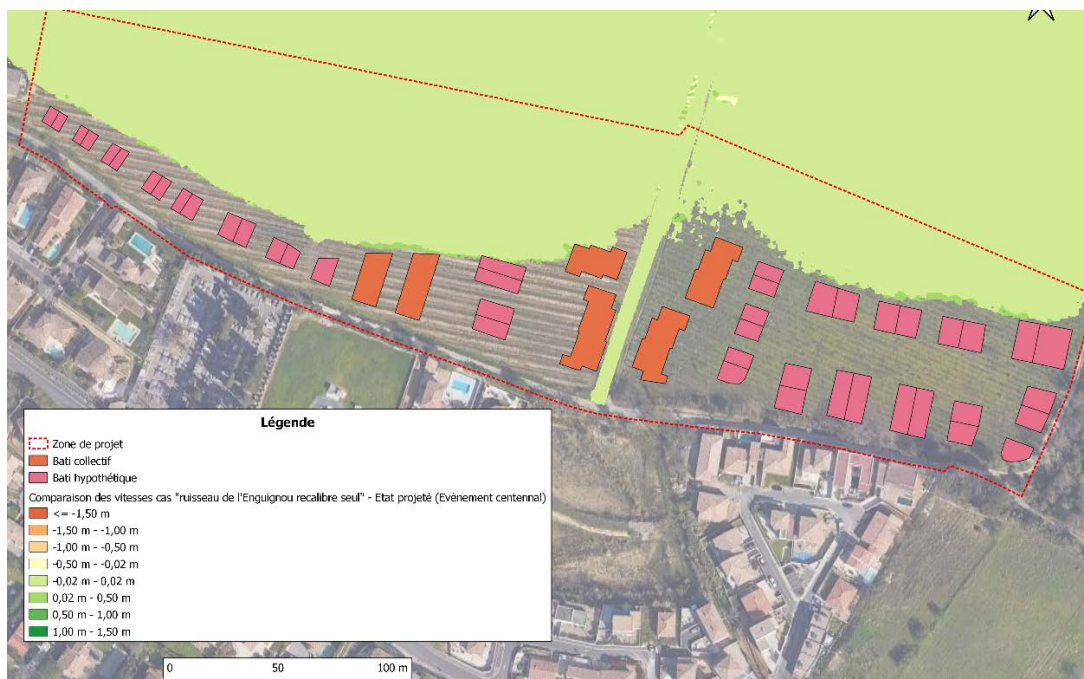 Légende
Zone de projet
Bati collectif
Bati hypothétique
Comparaison des vitesses cas "ruisseau de l'Enguignou recalibre seul" - Etat projeté (Evènement centennal)
<= -1,50 m
-1,50 m - -1,00 m
-1,00 m - -0,50 m
-0,50 m - -0,02 m
-0,02 m - 0,02 m
0,02 m - 0,50 m
0,50 m - 1,00 m
1,00 m - 1,50 m
0 50 100 m